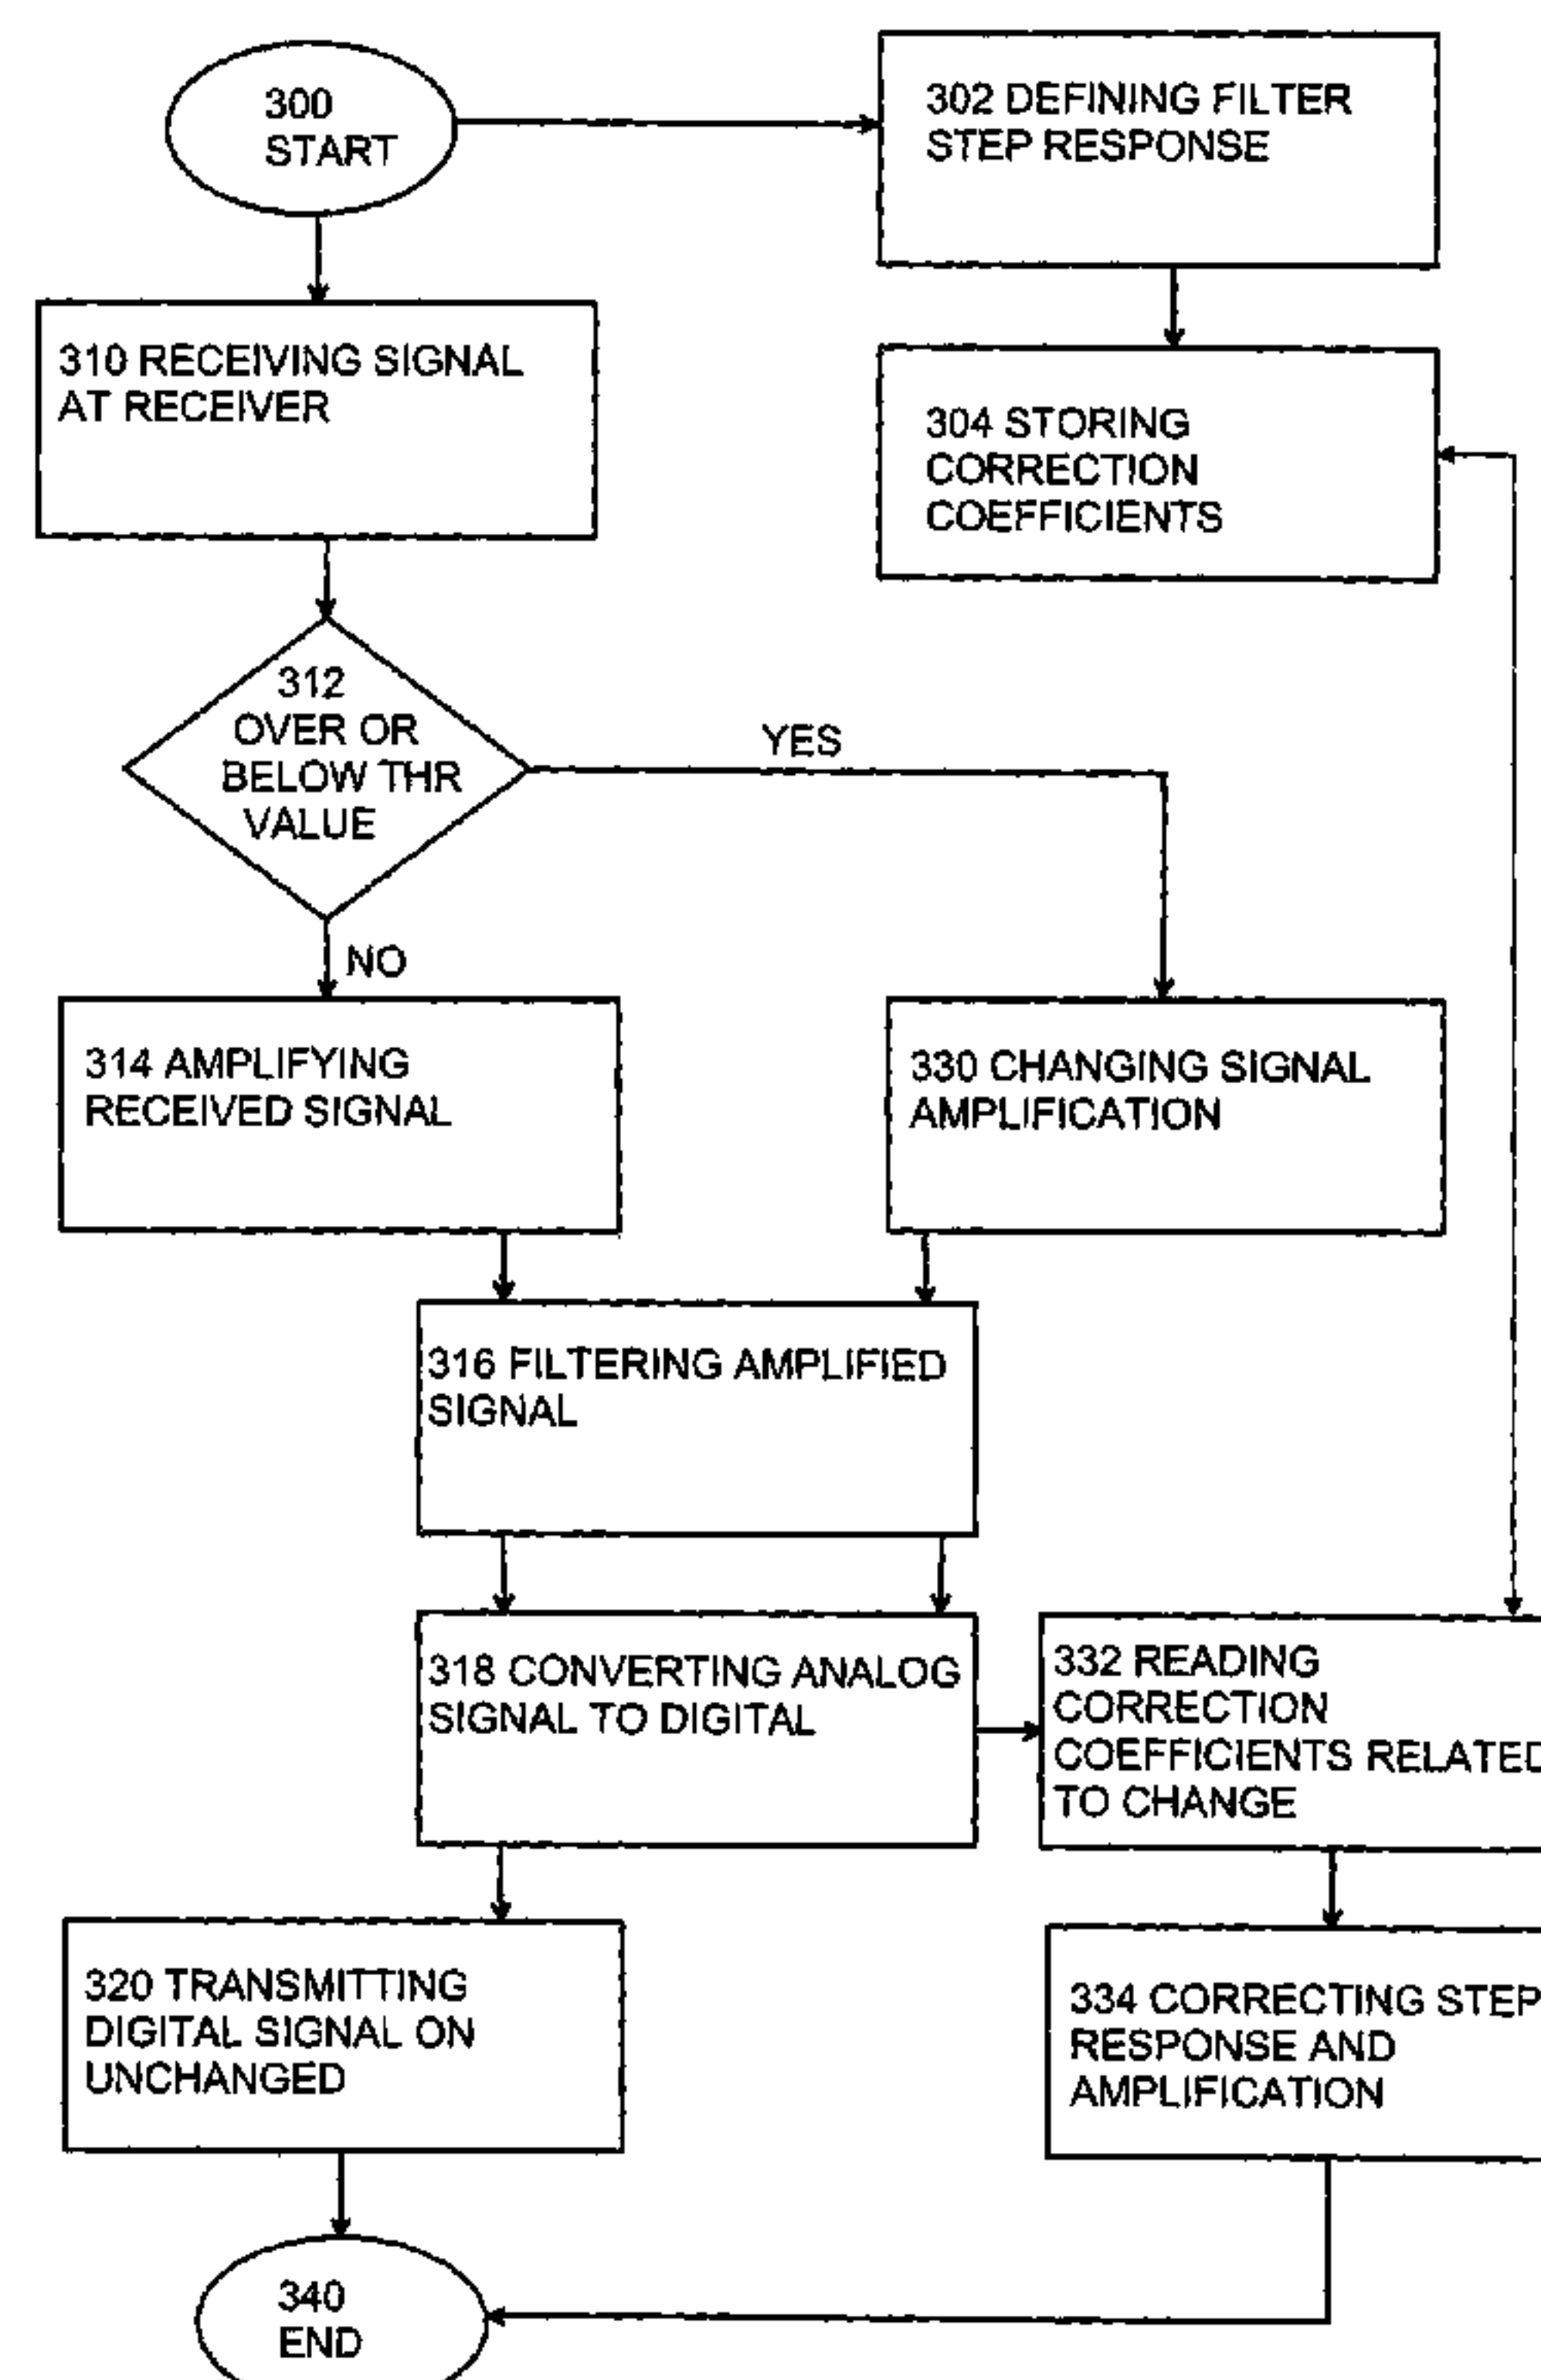 300
START
302 DEFINING FILTER
STEP RESPONSE
310 RECEIVING SIGNAL
AT RECEIVER
304 STORING
CORRECTION
COEFFICIENTS
312
OVER OR
BELOW THR
VALUE
YES
NO
314 AMPLIFYING
RECEIVED SIGNAL
330 CHANGING SIGNAL
AMPLIFICATION
316 FILTERING AMPLIFIED
SIGNAL
318 CONVERTING ANALOG
SIGNAL TO DIGITAL
332 READING
CORRECTION
COEFFICIENTS RELATED
TO CHANGE
320 TRANSMITTING
DIGITAL SIGNAL ON
UNCHANGED
334 CORRECTING STEP
RESPONSE AND
AMPLIFICATION
340
END